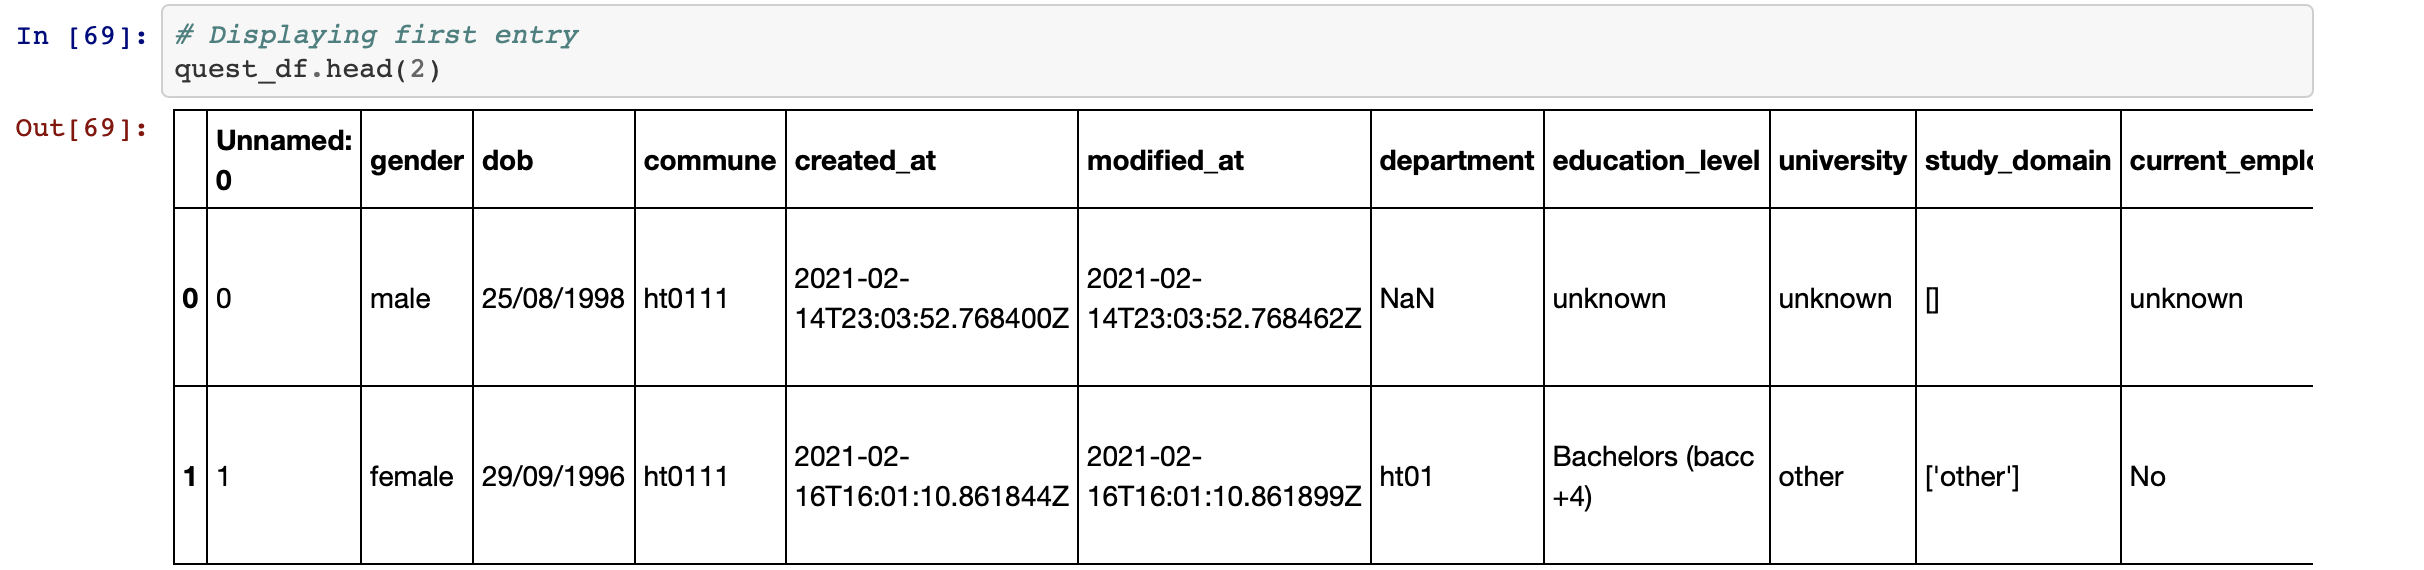 In [69]: # Displaying first entry
quest_df.head(2)
Out[69]:
Unnamed: 0 gender dob commune created_at modified_at department education_level university study_domain current_emplo
0 0 male 25/08/1998 ht0111 2021-02-14T23:03:52.768400Z 2021-02-14T23:03:52.768462Z NaN unknown unknown [] unknown
1 1 female 29/09/1996 ht0111 2021-02-16T16:01:10.861844Z 2021-02-16T16:01:10.861899Z ht01 Bachelors (bacc +4) other ['other'] No